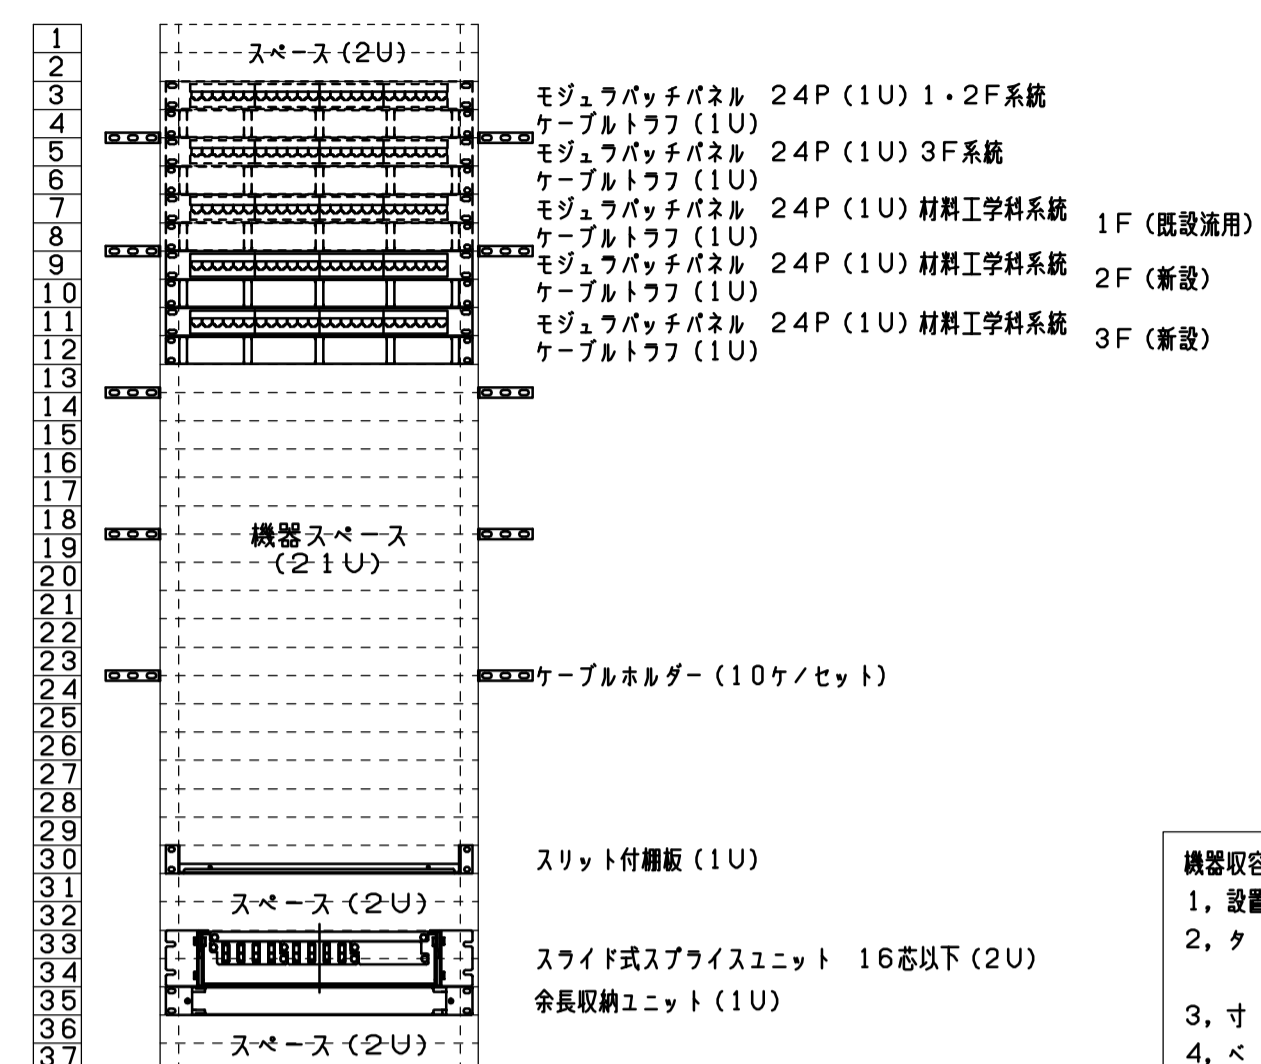 1
2
スペース(2U)
3
モジュラパッチパネル 24P(1U)1・2F系統
4
ケーブルトラフ(1U)
5
モジュラパッチパネル 24P(1U)3F系統
6
ケーブルトラフ(1U)
7
モジュラパッチパネル 24P(1U)材料工学科系統
1F(既設流用)
8
ケーブルトラフ(1U)
9
モジュラパッチパネル 24P(1U)材料工学科系統
2F(新設)
10
ケーブルトラフ(1U)
11
モジュラパッチパネル 24P(1U)材料工学科系統
3F(新設)
12
ケーブルトラフ(1U)
13
14
15
16
17
18
19
機器スペース
(21U)
20
21
22
23
24
ケーブルホルダー(10ケ/セット)
25
26
27
28
29
30
スリット付棚板(1U)
31
32
スペース(2U)
33
34
スライド式スプライスユニット 16芯以下(2U)
35
余長収納ユニット(1U)
36
37
スペース(2U)
機器収容
1,設置
2,タ
3,寸
4,ベ